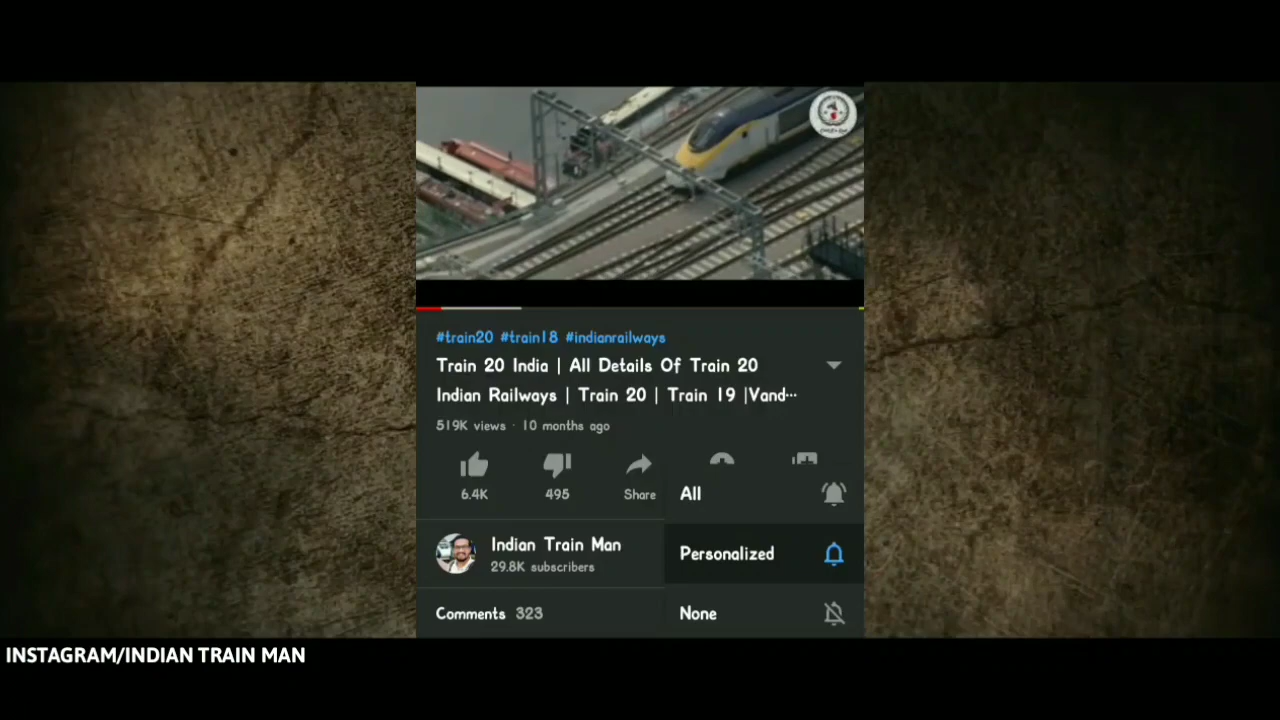 #train20 #train18 #indianrailways
Train 20 India | All Details Of Train 20
Indian Railways | Train 20 | Train 19 |Vand...
519K views · 10 months ago
6.4K 495 Share
All
Indian Train Man
29.8K subscribers
Personalized
Comments 323
None
INSTAGRAM/INDIAN TRAIN MAN